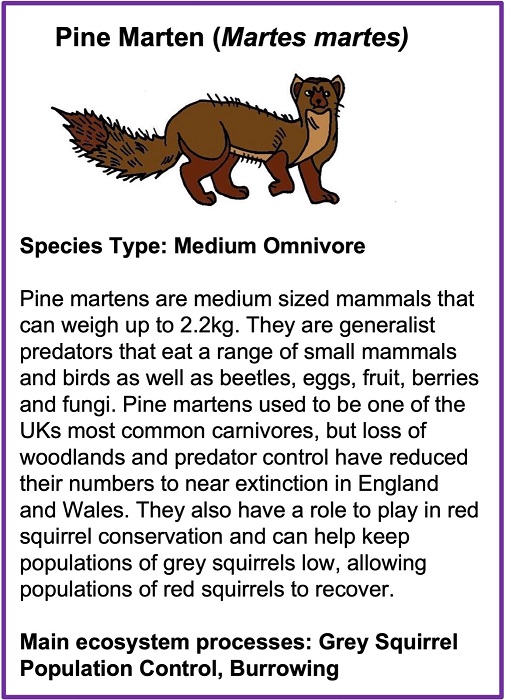 Pine Marten (Martes martes)
Species Type: Medium Omnivore
Pine martens are medium sized mammals that
can weigh up to 2.2kg. They are generalist
predators that eat a range of small mammals
and birds as well as beetles, eggs, fruit, berries
and fungi. Pine martens used to be one of the
UKs most common carnivores, but loss of
woodlands and predator control have reduced
their numbers to near extinction in England
and Wales. They also have a role to play in red
squirrel conservation and can help keep
populations of grey squirrels low, allowing
populations of red squirrels to recover.
Main ecosystem processes: Grey Squirrel
Population Control, Burrowing